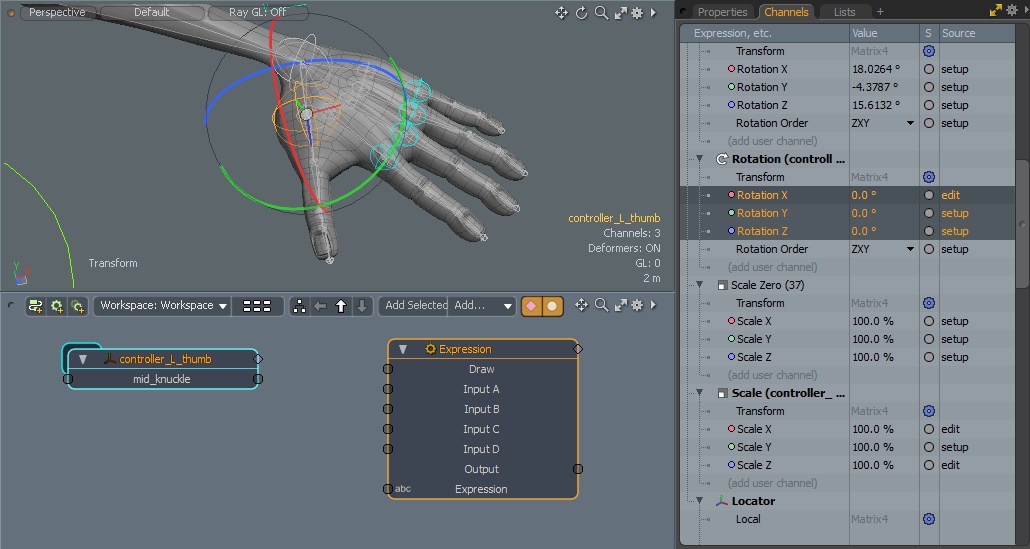 Perspective Default Ray GL: Off
controller_L_thumb
Channels: 3
Deformers: ON
GL: 0
2 m
Transform
Y
Workspace: Workspace Add Selected Add...
controller_L_thumb
mid_knuckle
Expression
Draw
Input A
Input B
Input C
Input D
Output
abc Expression
Properties Channels Lists +
Expression, etc. Value S Source
Transform Matrix4
Rotation X 18.0264 ° setup
Rotation Y -4.3787 ° setup
Rotation Z 15.6132 ° setup
Rotation Order ZXY setup
(add user channel)
Rotation (controll ...
Transform Matrix4
Rotation X 0.0 ° edit
Rotation Y 0.0 ° setup
Rotation Z 0.0 ° setup
Rotation Order ZXY setup
(add user channel)
Scale Zero (37)
Transform Matrix4
Scale X 100.0 % setup
Scale Y 100.0 % setup
Scale Z 100.0 % setup
(add user channel)
Scale (controller_ ...
Transform Matrix4
Scale X 100.0 % edit
Scale Y 100.0 % setup
Scale Z 100.0 % edit
(add user channel)
Locator
Local Matrix4